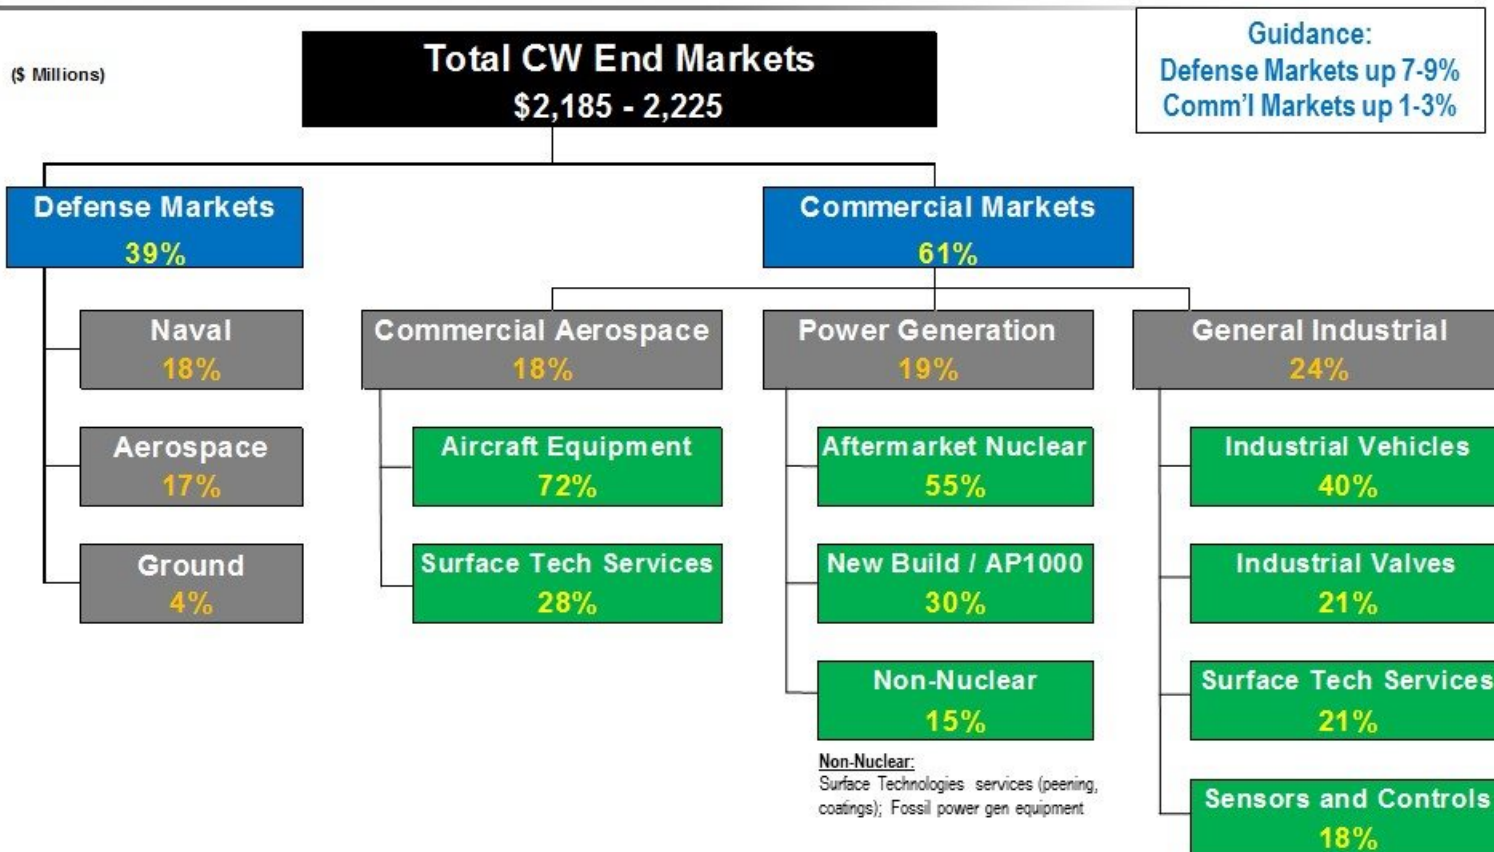 ($ Millions)
Total CW End Markets
$2,185 - 2,225
Guidance:
Defense Markets up 7-9%
Comm'l Markets up 1-3%
Defense Markets
39%
Commercial Markets
61%
Naval
18%
Commercial Aerospace
18%
Power Generation
19%
General Industrial
24%
Aerospace
17%
Aircraft Equipment
72%
Aftermarket Nuclear
55%
Industrial Vehicles
40%
Ground
4%
Surface Tech Services
28%
New Build / AP1000
30%
Industrial Valves
21%
Non-Nuclear
15%
Surface Tech Services
21%
Non-Nuclear:
Surface Technologies services (peening,
coatings); Fossil power gen equipment
Sensors and Controls
18%